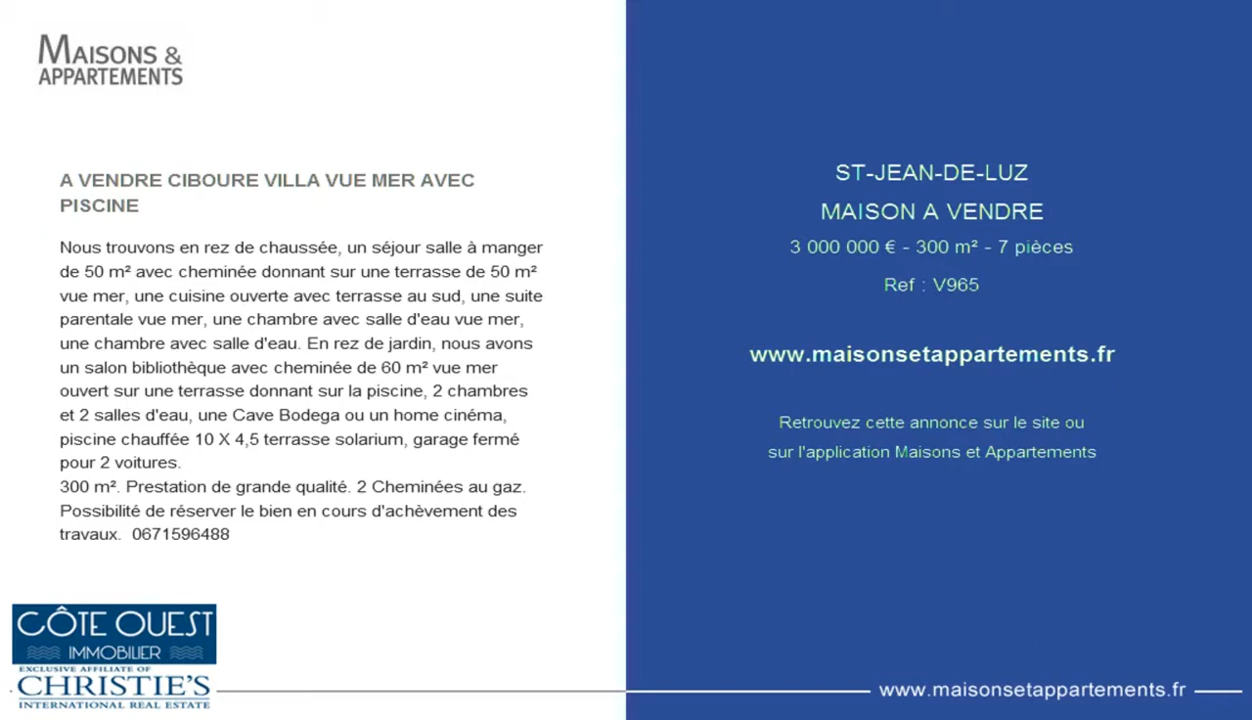 MAISONS &
APPARTEMENTS
A VENDRE CIBOURE VILLA VUE MER AVEC
PISCINE
Nous trouvons en rez de chaussée, un séjour salle à manger
de 50 m² avec cheminée donnant sur une terrasse de 50 m²
vue mer, une cuisine ouverte avec terrasse au sud, une suite
parentale vue mer, une chambre avec salle d'eau vue mer,
une chambre avec salle d'eau. En rez de jardin, nous avons
un salon bibliothèque avec cheminée de 60 m² vue mer
ouvert sur une terrasse donnant sur la piscine, 2 chambres
et 2 salles d'eau, une Cave Bodega ou un home cinéma,
piscine chauffée 10 X 4,5 terrasse solarium, garage fermé
pour 2 voitures.
300 m². Prestation de grande qualité. 2 Cheminées au gaz.
Possibilité de réserver le bien en cours d'achèvement des
travaux.  0671596488
CÔTE OUEST
IMMOBILIER
EXCLUSIVE AFFILIATE OF
CHRISTIE'S
INTERNATIONAL REAL ESTATE
ST-JEAN-DE-LUZ
MAISON A VENDRE
3 000 000 € - 300 m² - 7 pièces
Ref : V965
www.maisonsetappartements.fr
Retrouvez cette annonce sur le site ou
sur l'application Maisons et Appartements
www.maisonsetappartements.fr